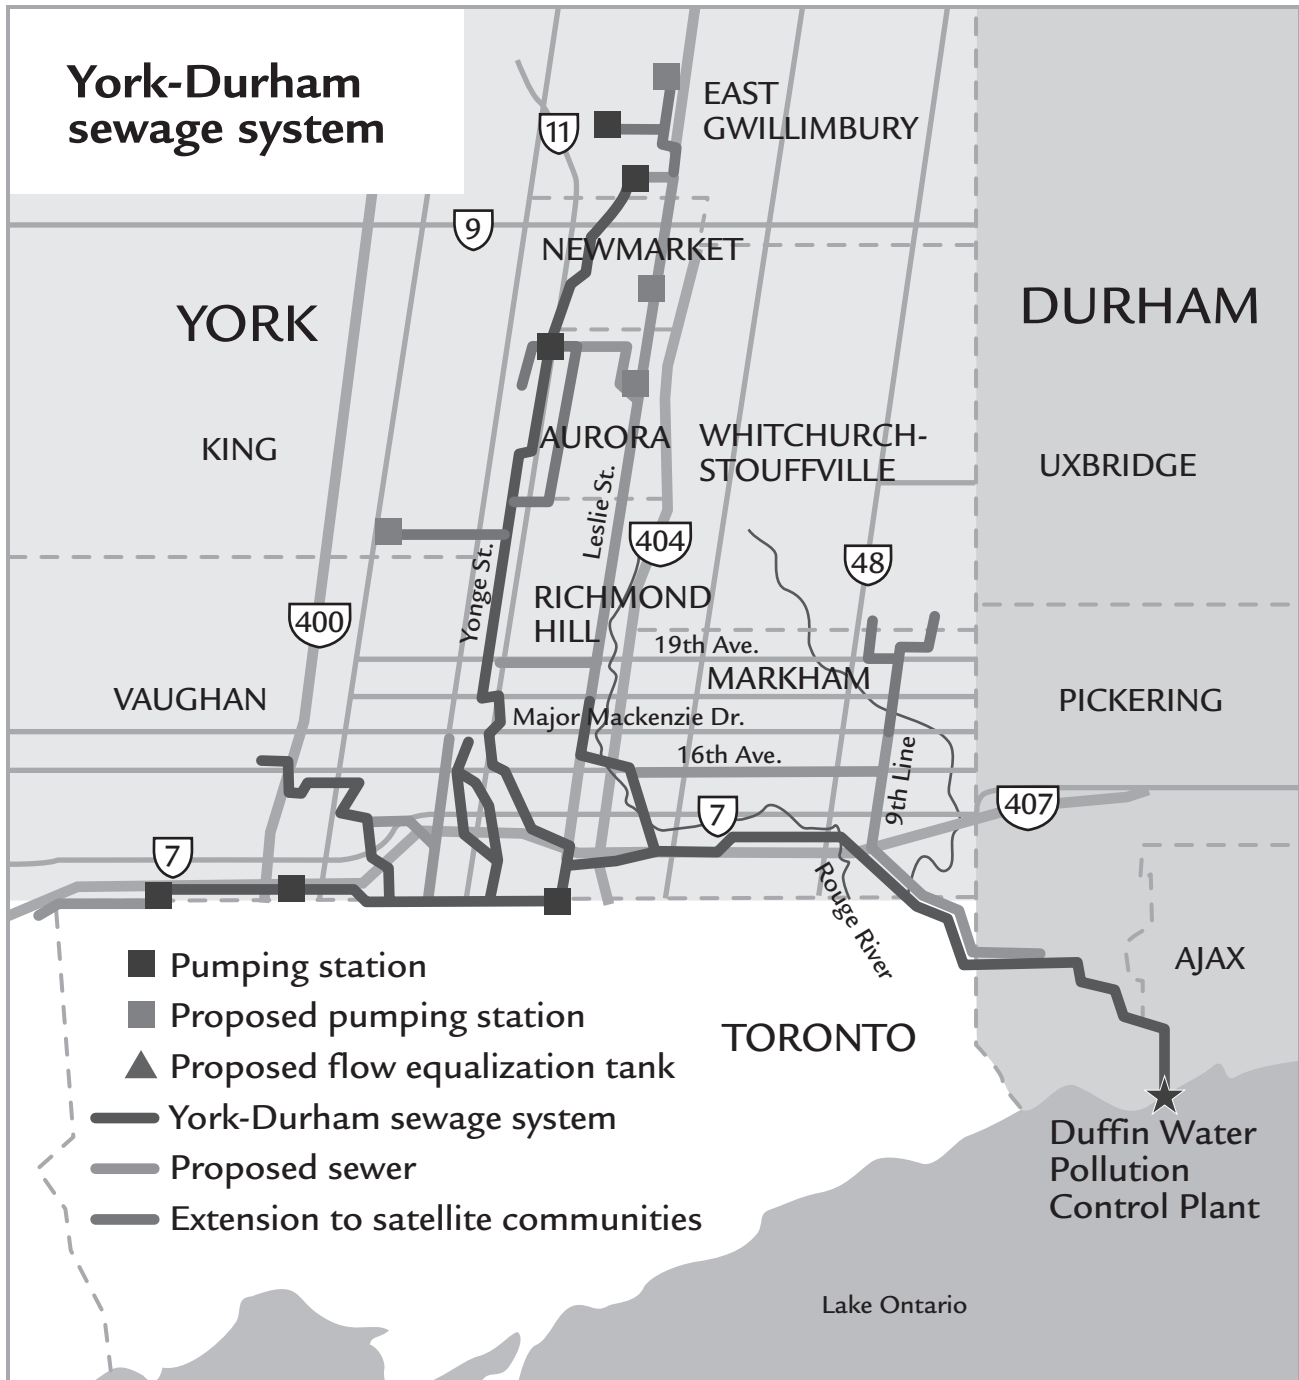 York-Durham
sewage system
EAST
GWILLIMBURY
11
9
NEWMARKET
YORK
DURHAM
KING
AURORA
WHITCHURCH-
STOUFFVILLE
UXBRIDGE
Leslie St.
404
48
Yonge St.
RICHMOND
HILL
400
19th Ave.
MARKHAM
VAUGHAN
PICKERING
Major Mackenzie Dr.
16th Ave.
9th Line
407
7
7
Rouge River
AJAX
TORONTO
Pumping station
Proposed pumping station
Proposed flow equalization tank
York-Durham sewage system
Proposed sewer
Extension to satellite communities
Duffin Water
Pollution
Control Plant
Lake Ontario